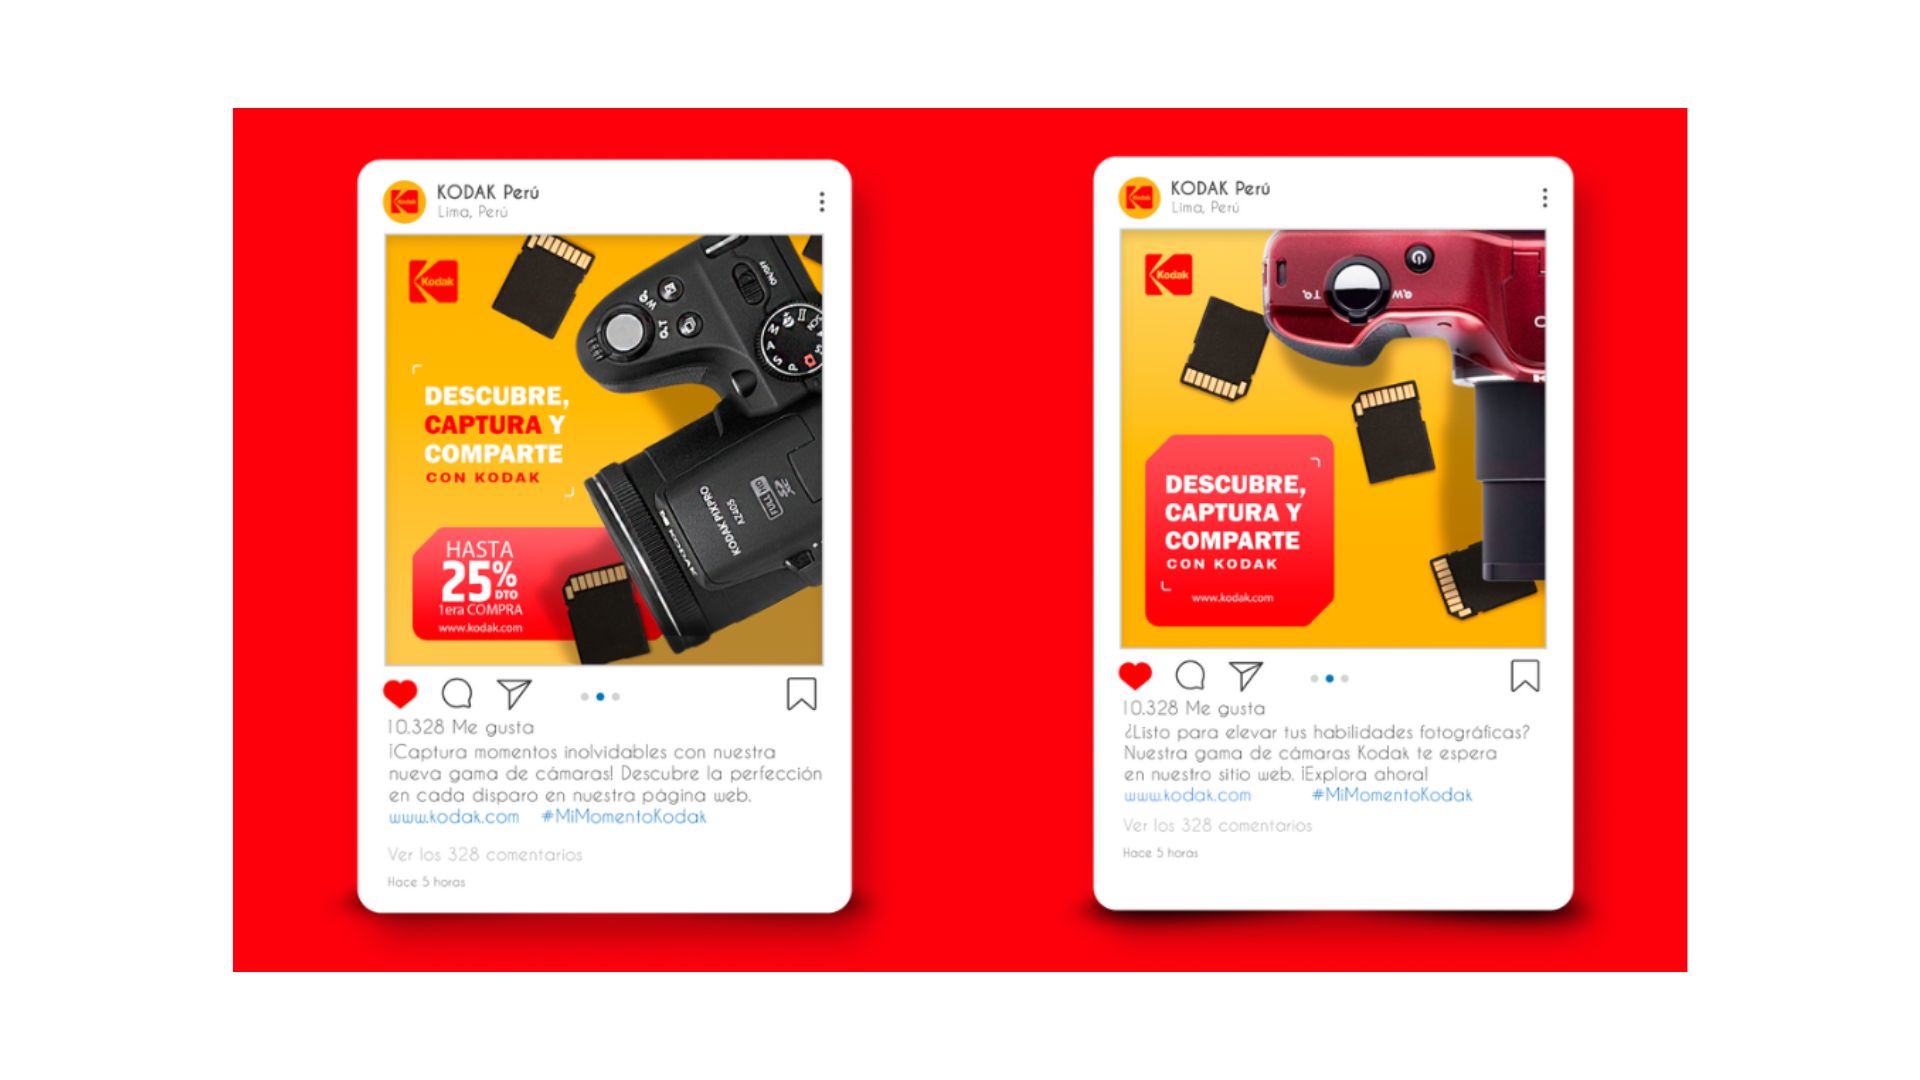 KODAK Perú
Lima, Perú
Kodak
DESCUBRE,
CAPTURA Y
COMPARTE
CON KODAK
HASTA
25% DTO
1era COMPRA
www.kodak.com
ON/OFF
KODAK PIXPRO
AZ405
FULL HD
10.328 Me gusta
¡Captura momentos inolvidables con nuestra
nueva gama de cámaras! Descubre la perfección
en cada disparo en nuestra página web.
www.kodak.com #MiMomentoKodak
Ver los 328 comentarios
Hace 5 horas
KODAK Perú
Lima, Perú
Kodak
DESCUBRE,
CAPTURA Y
COMPARTE
CON KODAK
www.kodak.com
10.328 Me gusta
¿Listo para elevar tus habilidades fotográficas?
Nuestra gama de cámaras Kodak te espera
en nuestro sitio web. ¡Explora ahora!
www.kodak.com #MiMomentoKodak
Ver los 328 comentarios
Hace 5 horas